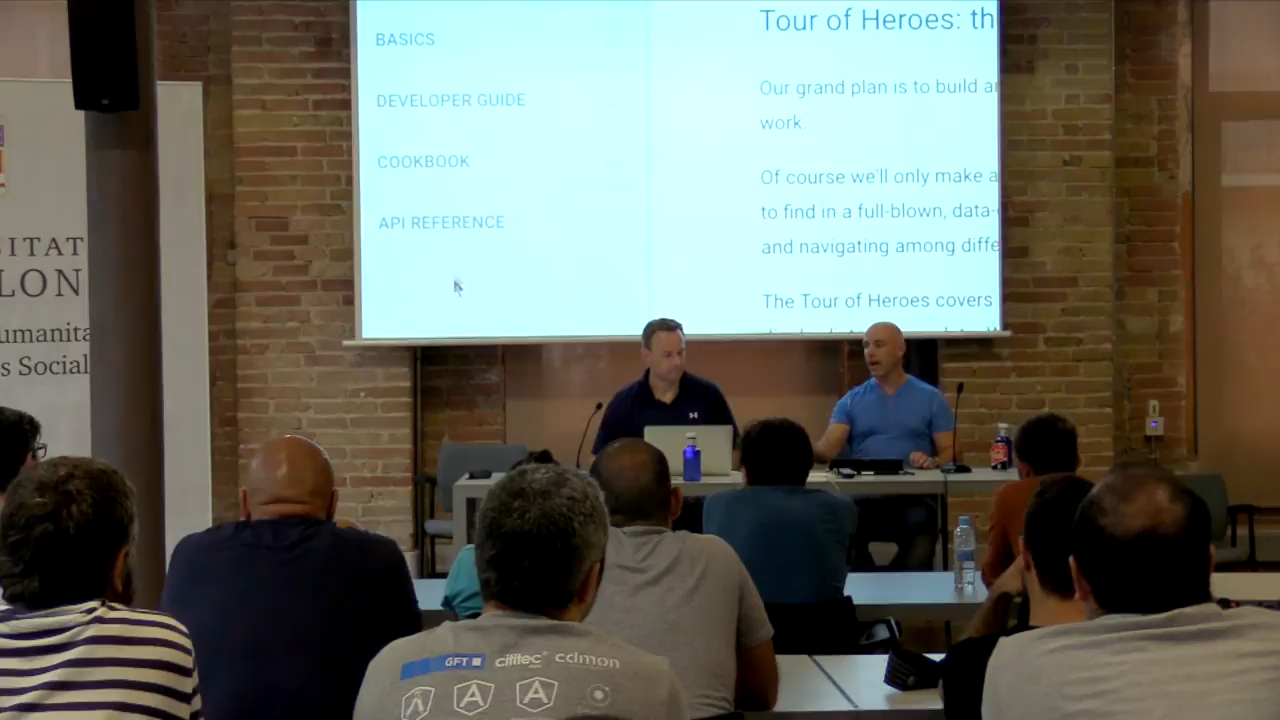 BASICS
DEVELOPER GUIDE
COOKBOOK
API REFERENCE
Tour of Heroes: th
Our grand plan is to build a
work.
Of course we'll only make a
to find in a full-blown, data-
and navigating among diffe
The Tour of Heroes covers
SITAT
LON
umanita
s Social
GFT cititec cdmon
A A A